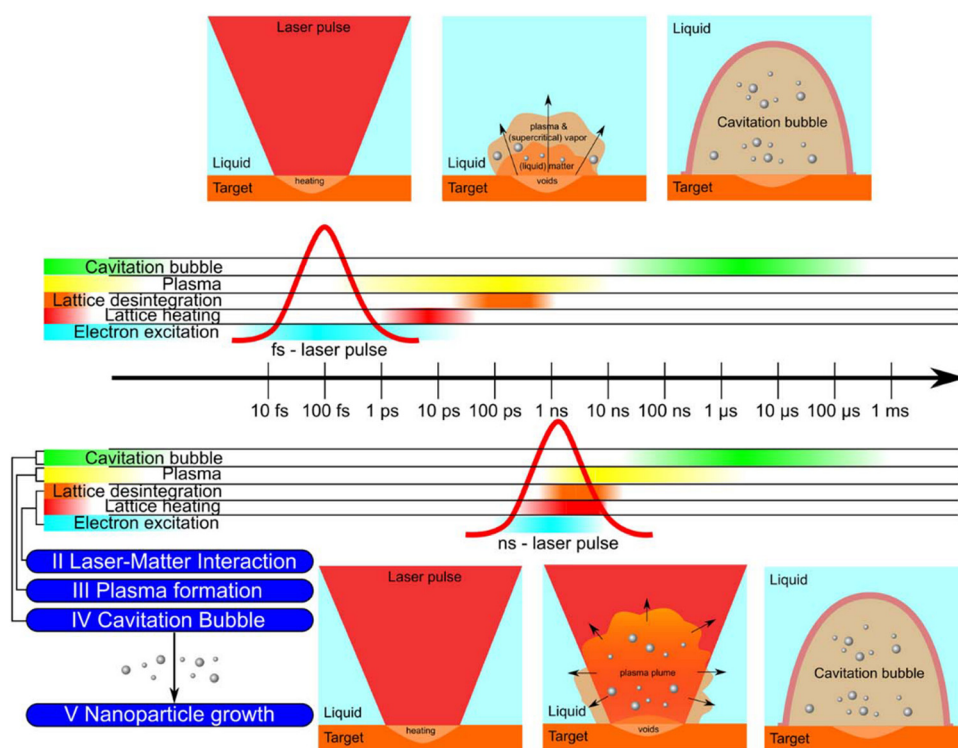 Laser pulse
Liquid
heating
Target
plasma &
(supercritical) vapor
Liquid
(liquid) matter
voids
Target
Liquid
Cavitation bubble
Target
Cavitation bubble
Plasma
Lattice desintegration
Lattice heating
Electron excitation
fs - laser pulse
10 fs 100 fs 1 ps 10 ps 100 ps 1 ns 10 ns 100 ns 1 µs 10 µs 100 µs 1 ms
Cavitation bubble
Plasma
Lattice desintegration
Lattice heating
Electron excitation
ns - laser pulse
II Laser-Matter Interaction
III Plasma formation
IV Cavitation Bubble
V Nanoparticle growth
Laser pulse
Liquid
heating
Target
plasma plume
Liquid
voids
Target
Liquid
Cavitation bubble
Target